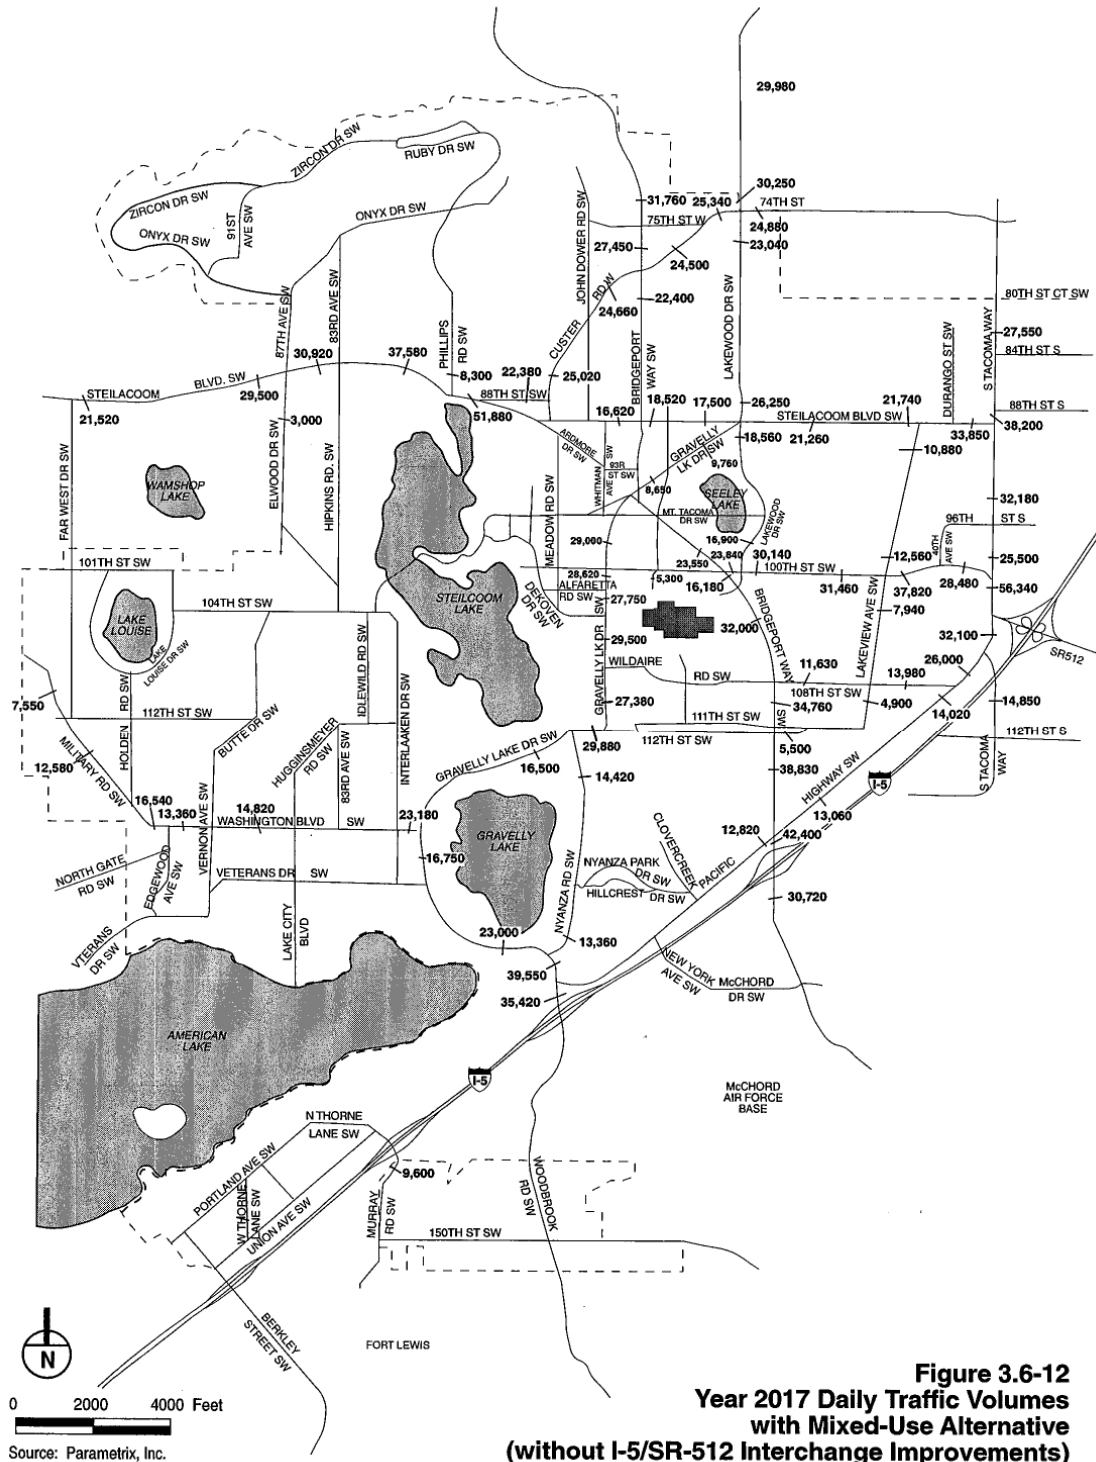 29,980
ZIRCON DR SW
RUBY DR SW
30,250
ZIRCON DR SW
31,760
25,340
74TH ST
91ST
AVE SW
ONYX DR SW
JOHN DOWER RD SW
75TH ST W
24,880
ONYX DR SW
27,450
23,040
24,500
87TH AVE SW
83RD AVE SW
RD W
22,400
LAKEWOOD DR SW
80TH ST CT SW
24,660
PHILLIPS
RD SW
CUSTER
BRIDGEPORT
WAY SW
DURANGO ST SW
S TACOMA WAY
27,550
84TH ST S
30,920
37,580
8,300
22,380
25,020
STEILACOOM
BLVD. SW
29,500
88TH ST SW
16,620
18,520
17,500
26,250
21,740
88TH ST S
21,520
3,000
51,880
STEILACOOM BLVD SW
38,200
33,850
21,260
18,560
ARDMORE
DR SW
GRAVELLY
LK DR SW
10,880
FAR WEST DR SW
ELWOOD DR SW
HIPKINS RD. SW
MEADOW RD SW
WHITMAN
AVE SW
93R
ST SW
9,760
8,650
WAMSHOP
LAKE
SEELEY
LAKE
32,180
MT. TACOMA
DR SW
LAKEWOOD
DR SW
96TH
ST S
40TH
AVE SW
29,000
16,900
23,840
30,140
12,560
25,500
101TH ST SW
23,550
100TH ST SW
28,620
5,300
16,180
31,460
37,820
28,480
56,340
ALFARETTA
RD SW
27,750
7,940
104TH ST SW
STEILCOOM
LAKE
DEKOVEN
DR SW
BRIDGEPORT WAY
SW
32,000
LAKE
LOUISE
LAKE
LOUISE DR SW
29,500
32,100
SR512
GRAVELLY LK DR SW
LAKEVIEW AVE SW
WILDAIRE
RD SW
11,630
13,980
26,000
108TH ST SW
HOLDEN
RD SW
IDLEWILD RD SW
INTERLAAKEN DR SW
7,550
27,380
34,760
4,900
14,020
14,850
112TH ST SW
BUTTE DR SW
HUGGINSMEYER
RD SW
83RD AVE SW
111TH ST SW
112TH ST SW
5,500
112TH ST S
GRAVELLY LAKE DR SW
29,880
16,500
14,420
38,830
S TACOMA
WAY
12,580
MILITARY RD SW
HIGHWAY SW
I-5
16,540
13,360
14,820
WASHINGTON BLVD
SW
23,180
13,060
12,820
42,400
VERNON AVE SW
GRAVELLY
LAKE
CLOVERCREEK
PACIFIC
16,750
NYANZA PARK
DR SW
NORTH GATE
RD SW
EDGEWOOD
AVE SW
VETERANS DR
SW
NYANZA RD SW
HILLCREST
DR SW
30,720
LAKE CITY
BLVD
VTERANS
DR SW
23,000
13,360
39,550
NEW YORK
AVE SW
McCHORD
DR SW
35,420
AMERICAN
LAKE
I-5
McCHORD
AIR FORCE
BASE
N THORNE
LANE SW
PORTLAND AVE SW
9,600
W THORNE
LANE SW
UNION AVE SW
MURRAY
RD SW
WOODBROOK
RD SW
150TH ST SW
BERKLEY
STREET SW
FORT LEWIS
N
0 2000 4000 Feet
Source: Parametrix, Inc.
Figure 3.6-12
Year 2017 Daily Traffic Volumes
with Mixed-Use Alternative
(without I-5/SR-512 Interchange Improvements)